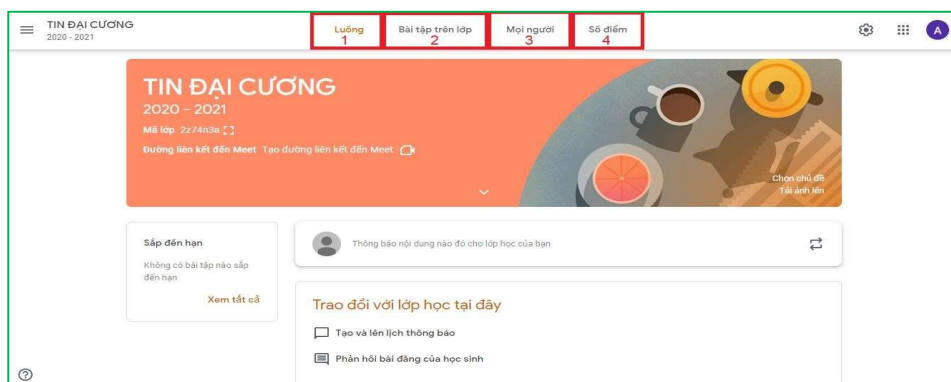 TIN ĐẠI CƯƠNG
2020 - 2021
Luồng
1
Bài tập trên lớp
2
Mọi người
3
Số điểm
4
A
TIN ĐẠI CƯƠNG
2020 - 2021
Mã lớp 2z74n3a
Đường liên kết đến Meet Tạo đường liên kết đến Meet
Chọn chủ đề
Tải ảnh lên
Sắp đến hạn
Không có bài tập nào sắp
đến hạn
Xem tất cả
Thông báo nội dung nào đó cho lớp học của bạn
Trao đổi với lớp học tại đây
Tạo và lên lịch thông báo
Phản hồi bài đăng của học sinh